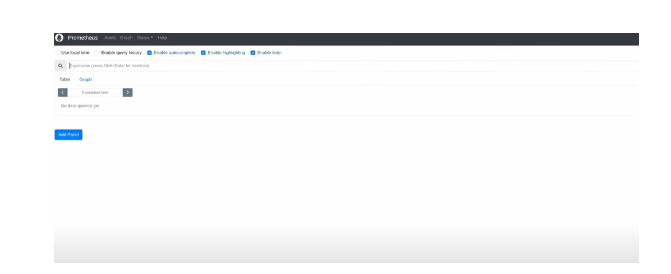 Prometheus Alerts Graph Status Help
Use local time Enable query history Enable autocomplete Enable highlighting Enable linter
Expression (press Shift+Enter for newlines)
Table Graph
< Evaluation time >
No data queried yet
Add Panel